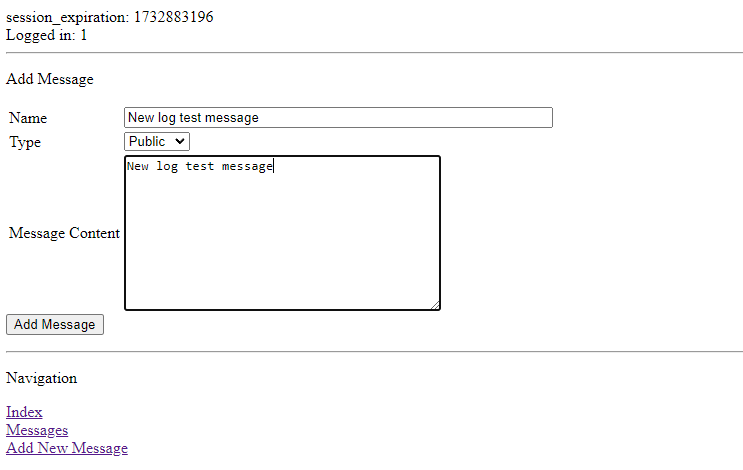 session_expiration: 1732883196
Logged in: 1
Add Message
Name New log test message
Type Public
Message Content New log test message
Add Message
Navigation
Index
Messages
Add New Message